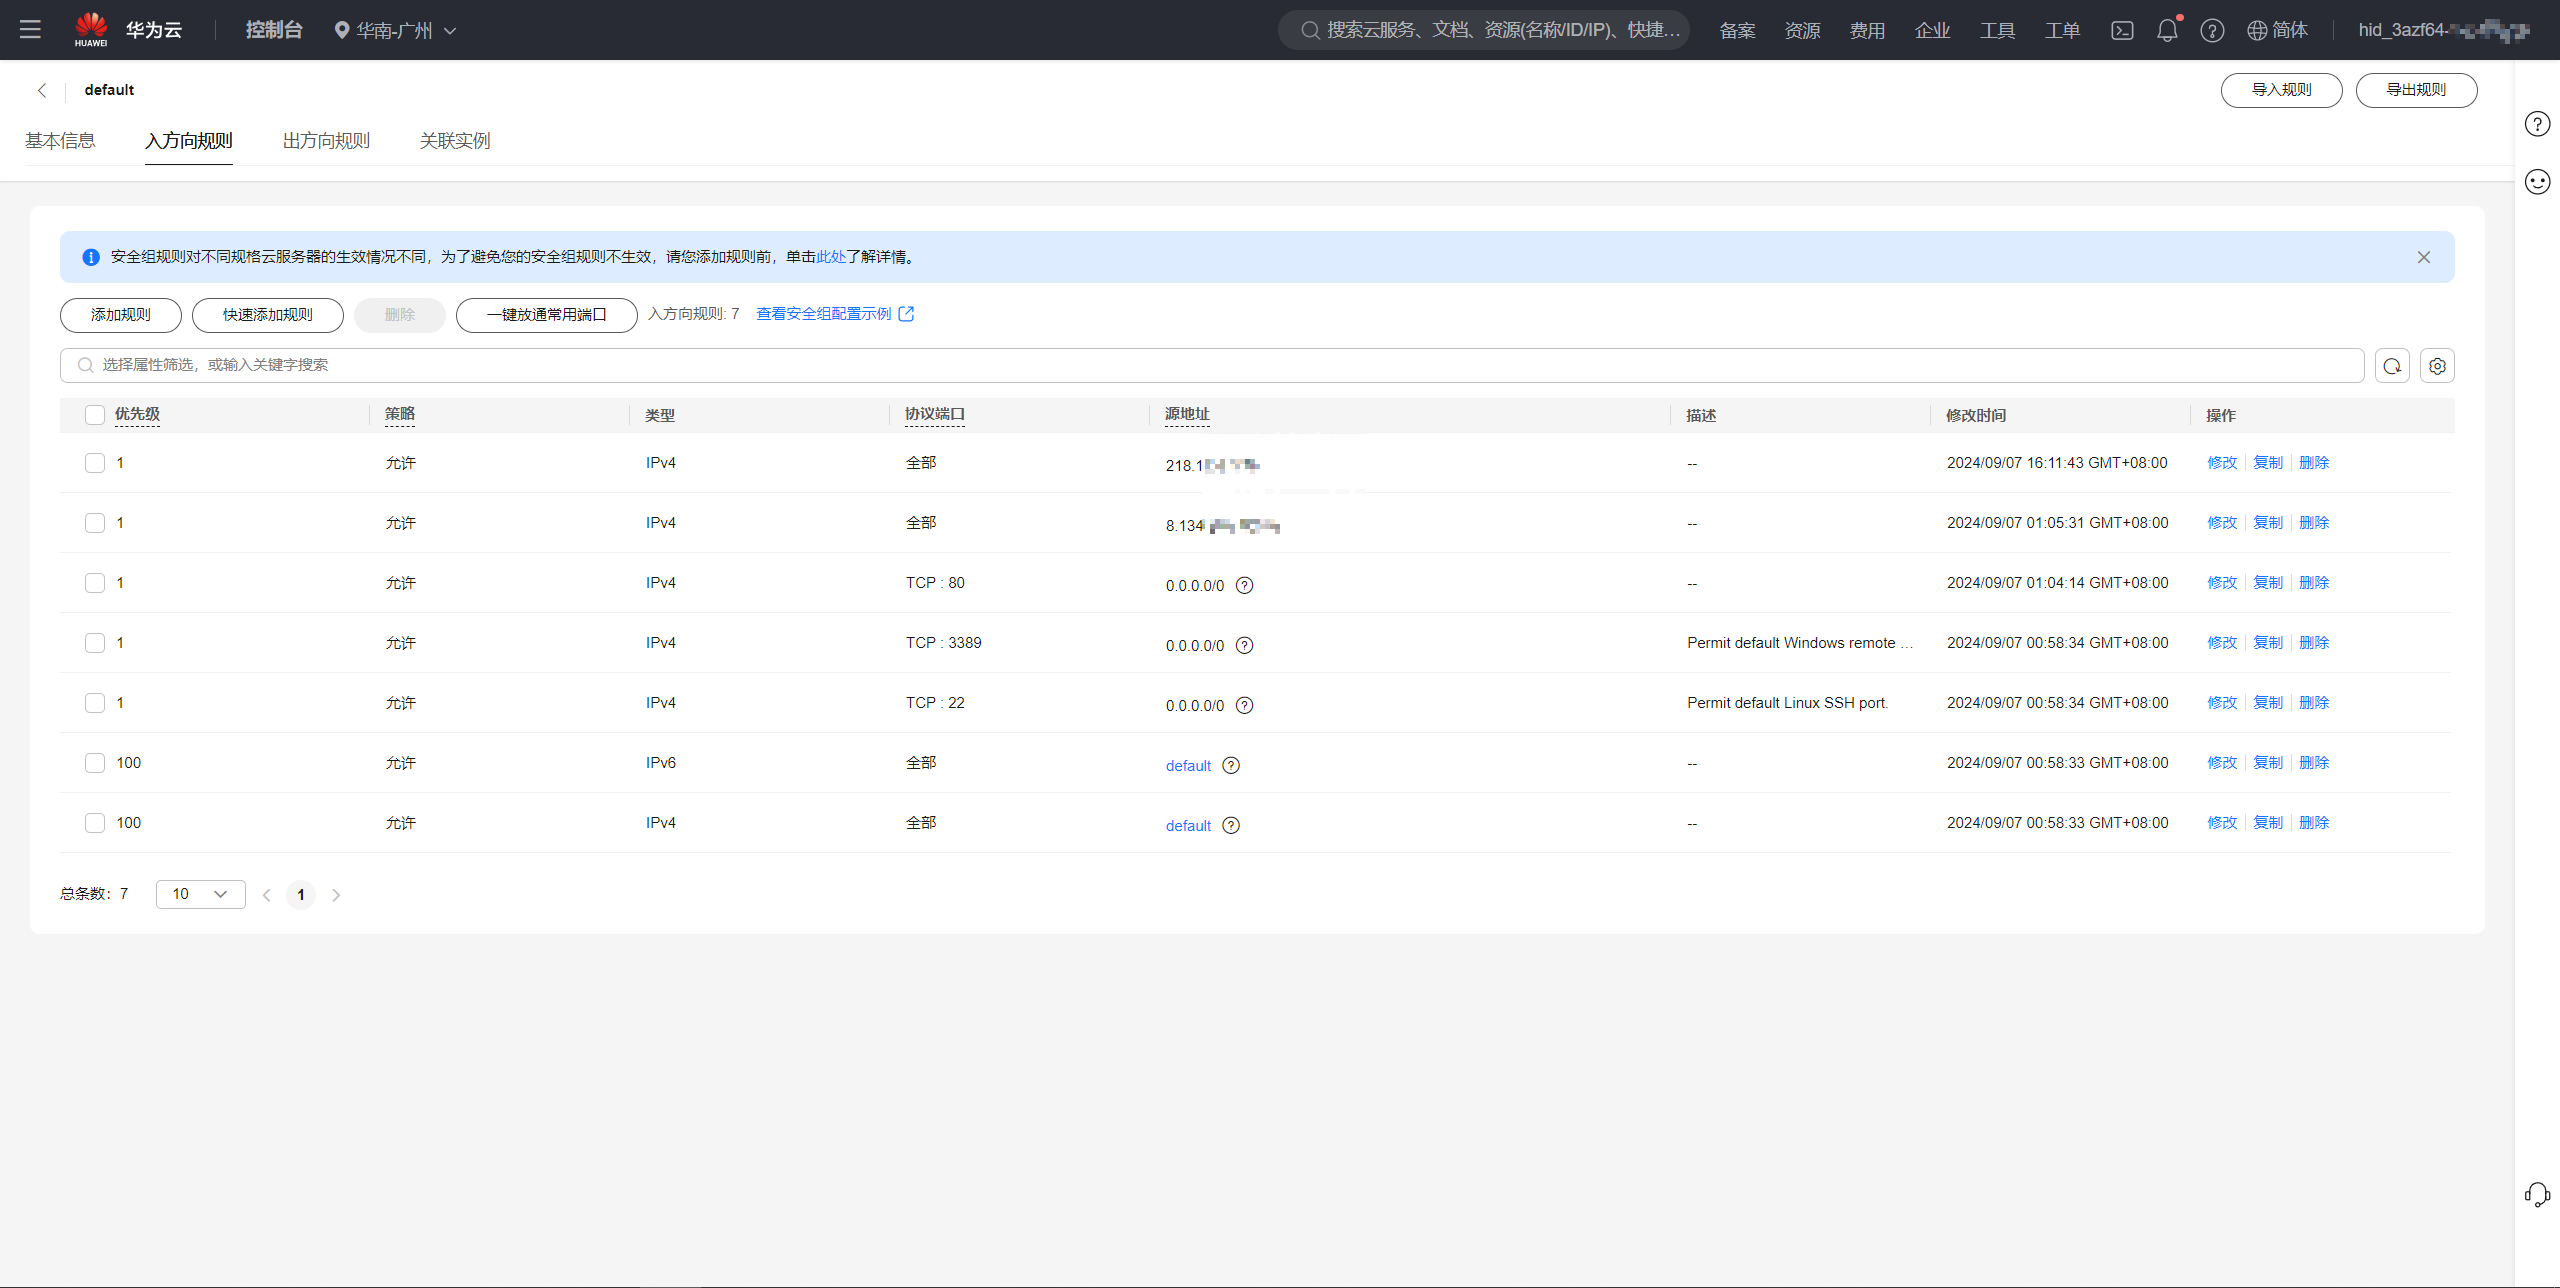 HUAWEI 华为云 控制台 华南-广州 搜索云服务、文档、资源(名称/ID/IP)、快捷... 备案 资源 费用 企业 工具 工单 简体 hid_3azf64-
default 导入规则 导出规则
基本信息 入方向规则 出方向规则 关联实例
安全组规则对不同规格云服务器的生效情况不同，为了避免您的安全组规则不生效，请您添加规则前，单击此处了解详情。
添加规则 快速添加规则 删除 一键放通常用端口 入方向规则: 7 查看安全组配置示例
选择属性筛选，或输入关键字搜索
优先级 策略 类型 协议端口 源地址 描述 修改时间 操作
1 允许 IPv4 全部 218.1 -- 2024/09/07 16:11:43 GMT+08:00 修改 复制 删除
1 允许 IPv4 全部 8.134 -- 2024/09/07 01:05:31 GMT+08:00 修改 复制 删除
1 允许 IPv4 TCP : 80 0.0.0.0/0 -- 2024/09/07 01:04:14 GMT+08:00 修改 复制 删除
1 允许 IPv4 TCP : 3389 0.0.0.0/0 Permit default Windows remote ... 2024/09/07 00:58:34 GMT+08:00 修改 复制 删除
1 允许 IPv4 TCP : 22 0.0.0.0/0 Permit default Linux SSH port. 2024/09/07 00:58:34 GMT+08:00 修改 复制 删除
100 允许 IPv6 全部 default -- 2024/09/07 00:58:33 GMT+08:00 修改 复制 删除
100 允许 IPv4 全部 default -- 2024/09/07 00:58:33 GMT+08:00 修改 复制 删除
总条数：7 10 1